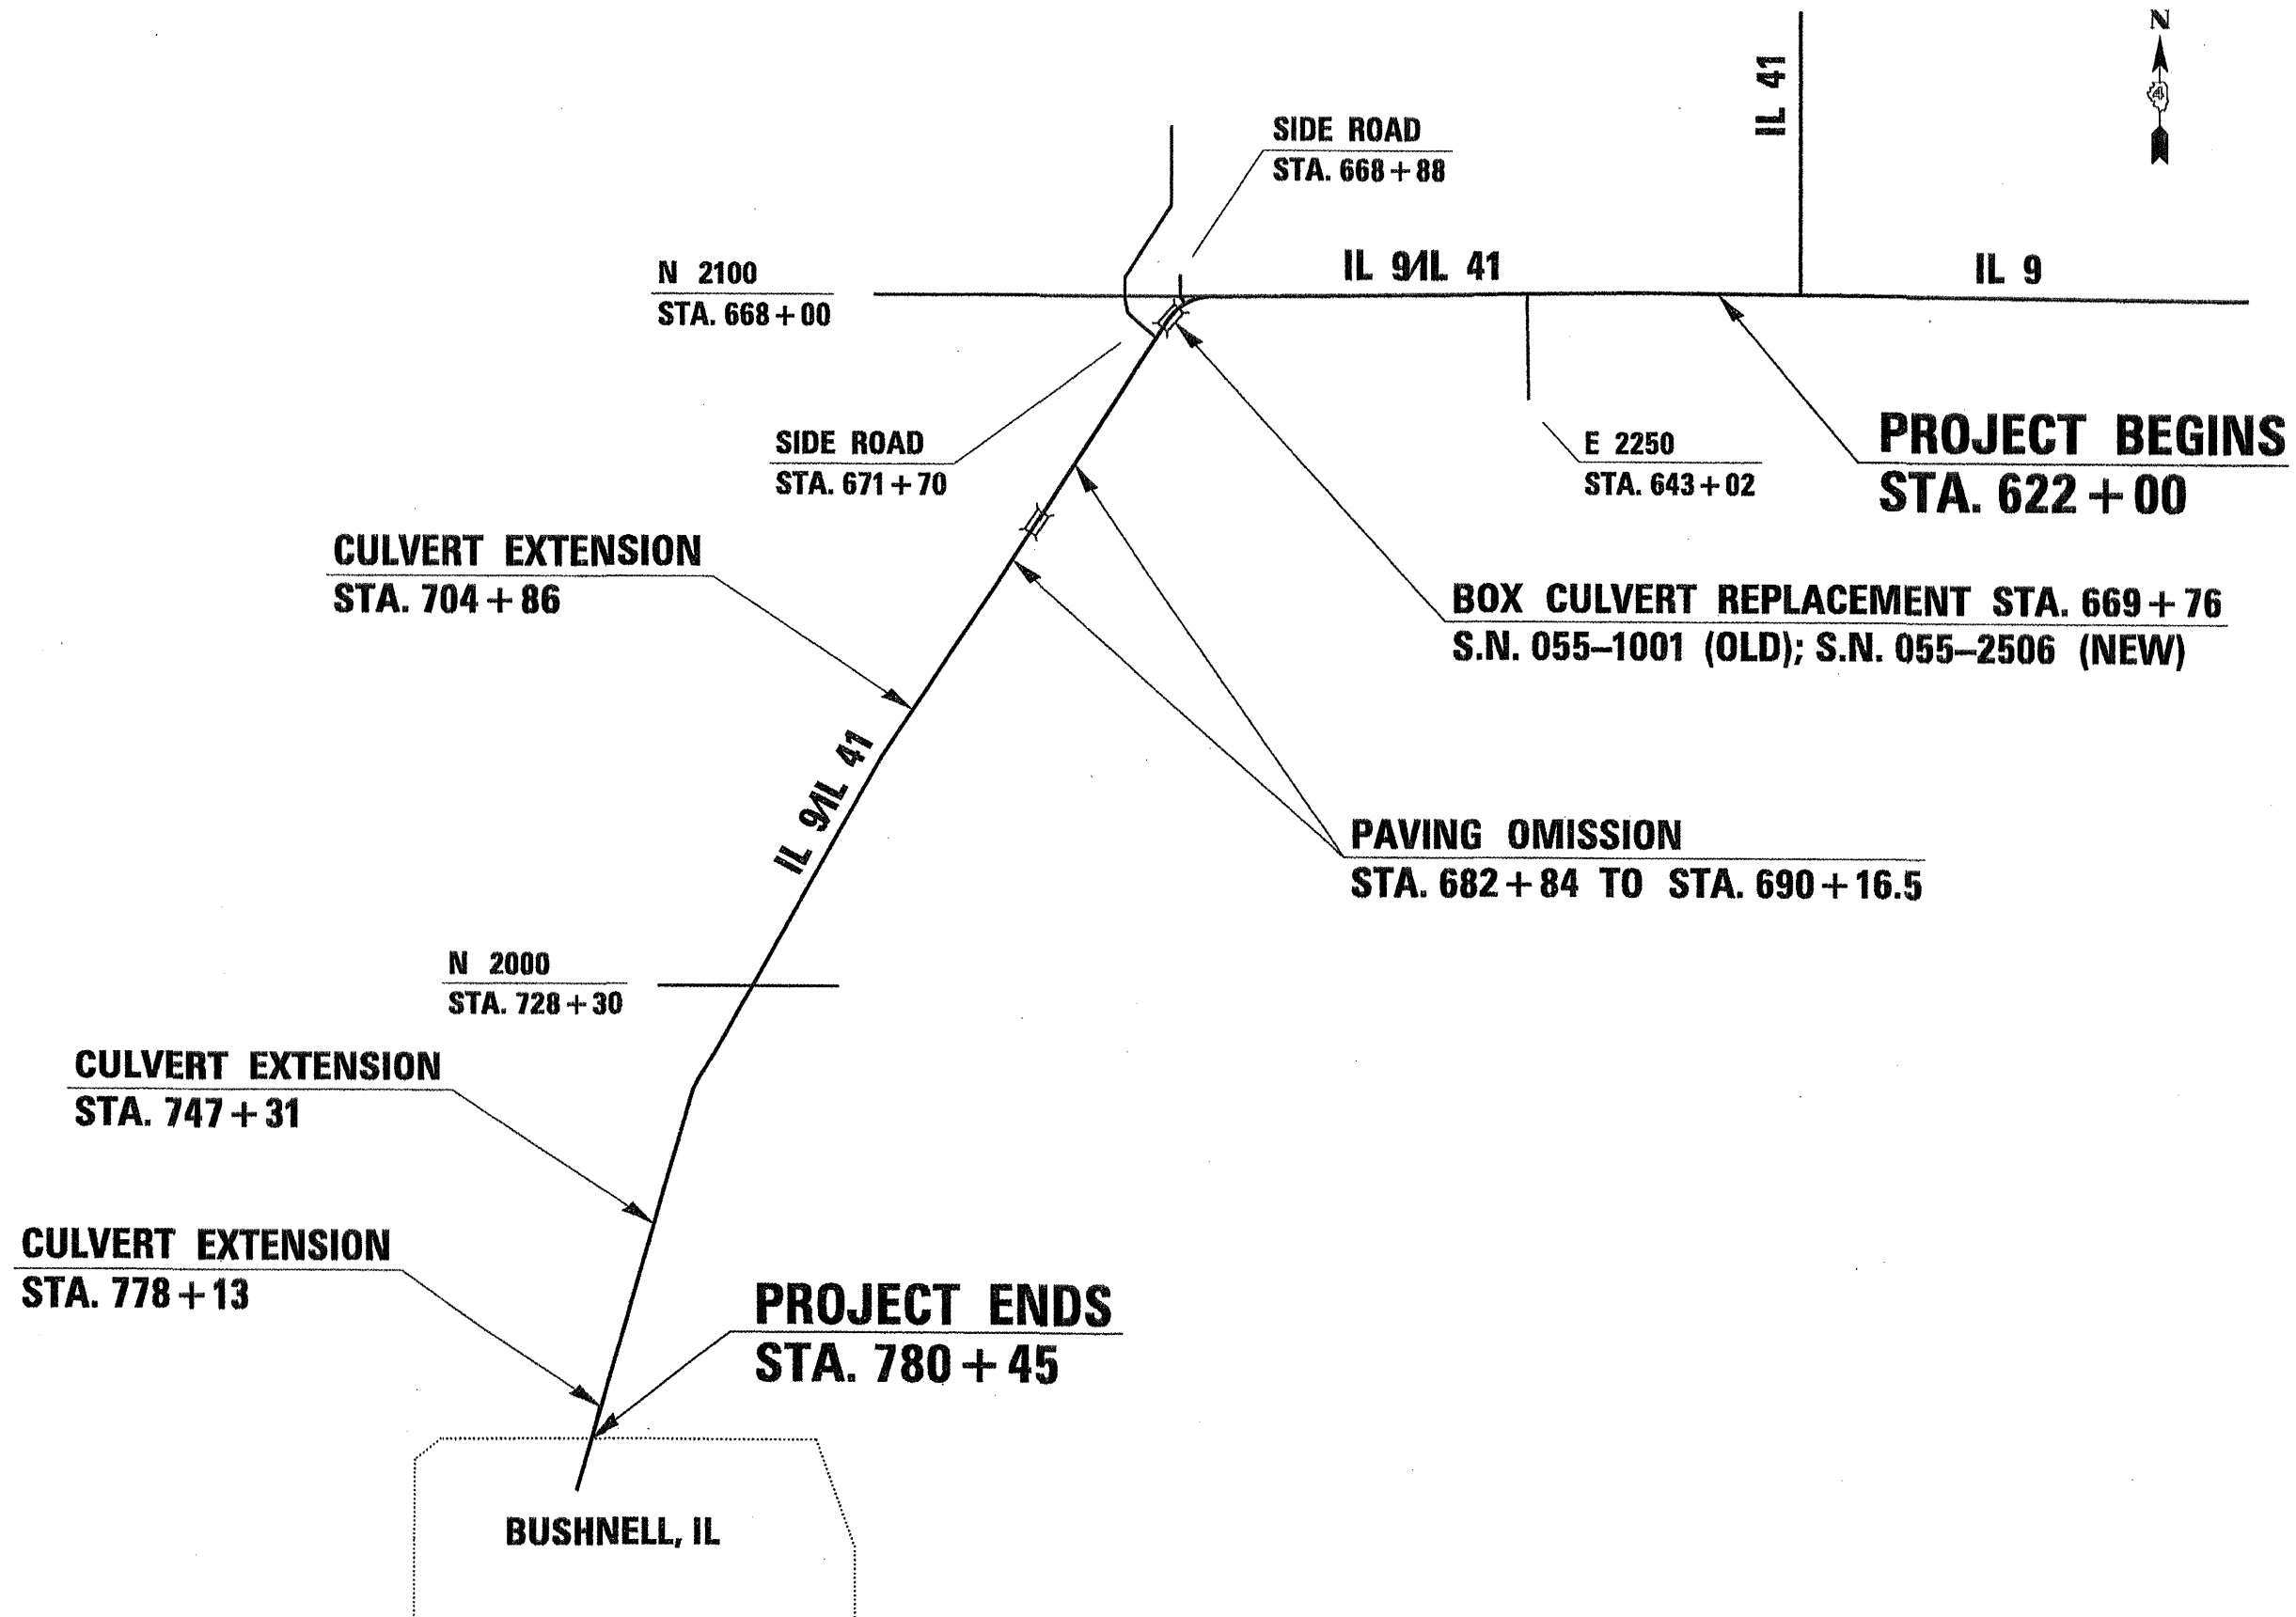 N
IL 41
SIDE ROAD
STA. 668+88
N 2100
STA. 668+00
IL 9/IL 41
IL 9
SIDE ROAD
STA. 671+70
E 2250
STA. 643+02
PROJECT BEGINS
STA. 622+00
CULVERT EXTENSION
STA. 704+86
BOX CULVERT REPLACEMENT STA. 669+76
S.N. 055–1001 (OLD); S.N. 055–2506 (NEW)
IL 9/IL 41
PAVING OMISSION
STA. 682+84 TO STA. 690+16.5
N 2000
STA. 728+30
CULVERT EXTENSION
STA. 747+31
CULVERT EXTENSION
STA. 778+13
PROJECT ENDS
STA. 780+45
BUSHNELL, IL
4